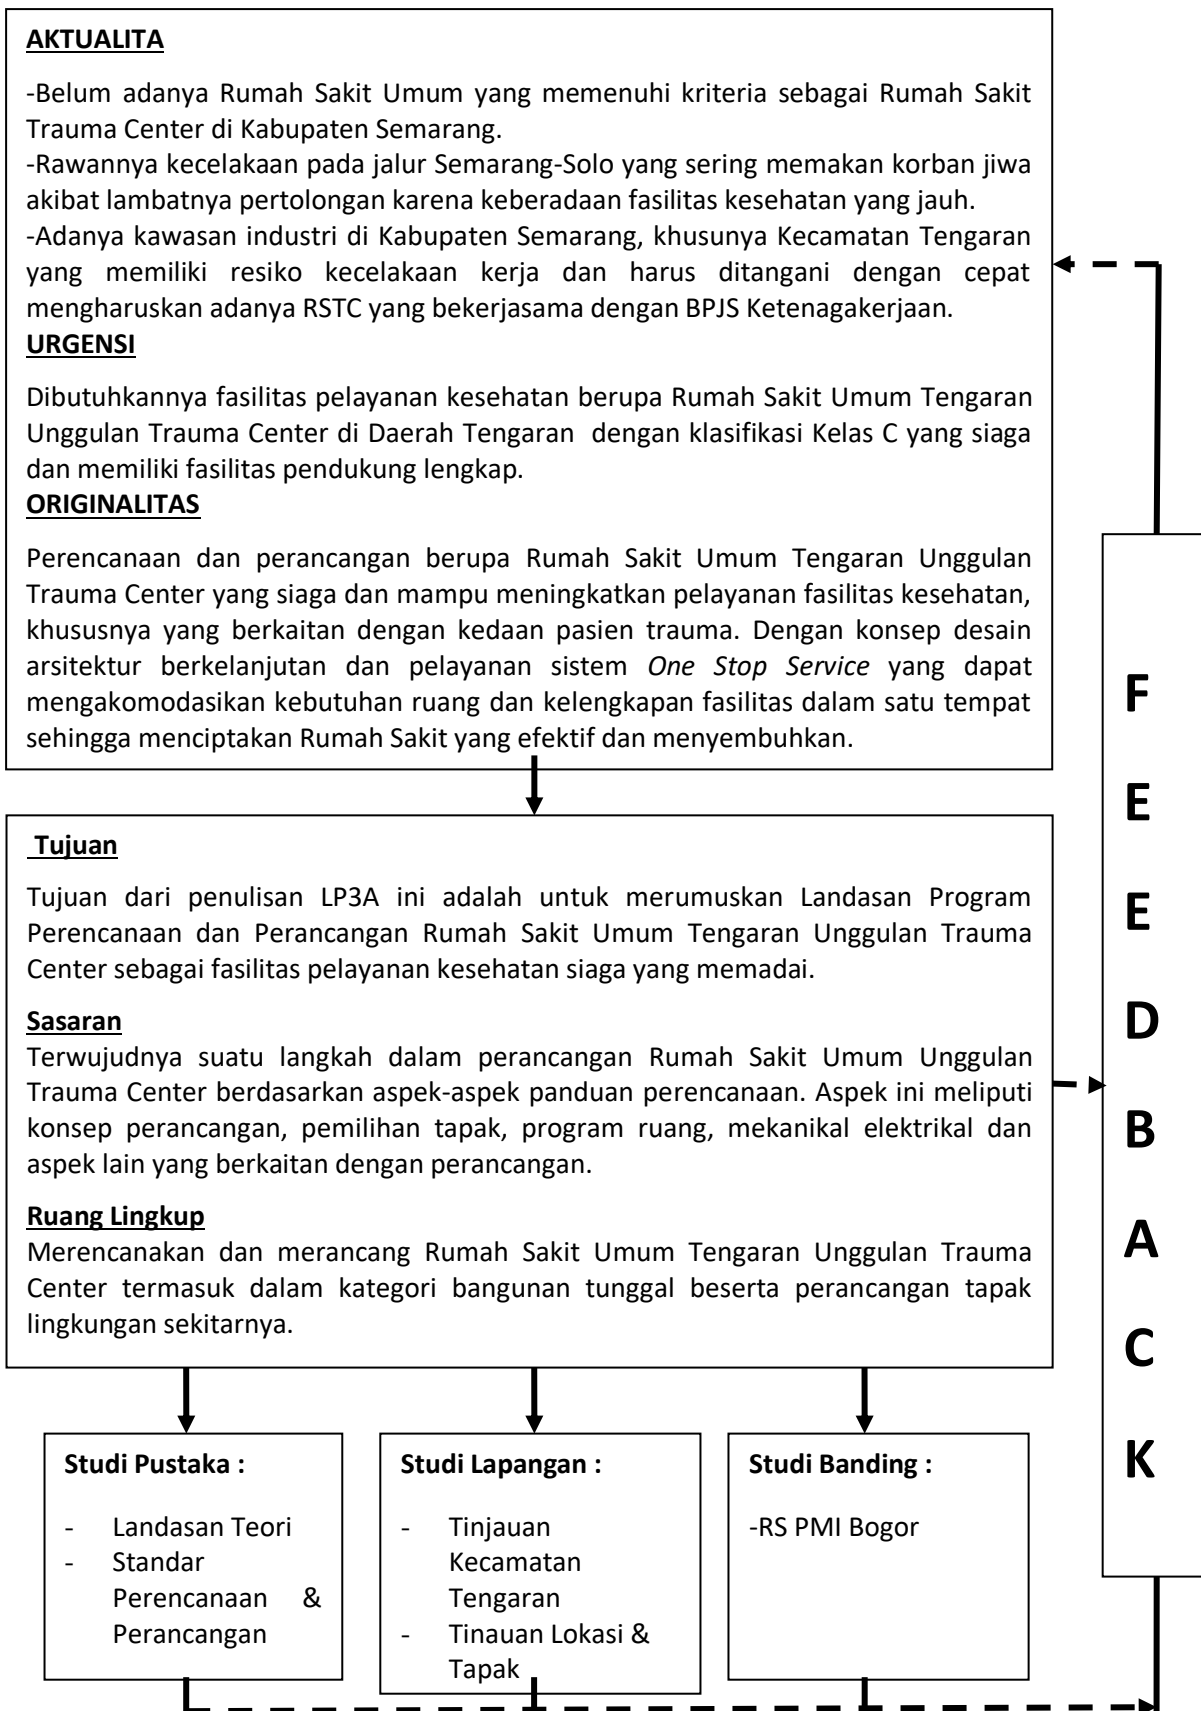 AKTUALITA
-Belum adanya Rumah Sakit Umum yang memenuhi kriteria sebagai Rumah Sakit
Trauma Center di Kabupaten Semarang.
-Rawannya kecelakaan pada jalur Semarang-Solo yang sering memakan korban jiwa
akibat lambatnya pertolongan karena keberadaan fasilitas kesehatan yang jauh.
-Adanya kawasan industri di Kabupaten Semarang, khusunya Kecamatan Tengaran
yang memiliki resiko kecelakaan kerja dan harus ditangani dengan cepat
mengharuskan adanya RSTC yang bekerjasama dengan BPJS Ketenagakerjaan.
URGENSI
Dibutuhkannya fasilitas pelayanan kesehatan berupa Rumah Sakit Umum Tengaran
Unggulan Trauma Center di Daerah Tengaran dengan klasifikasi Kelas C yang siaga
dan memiliki fasilitas pendukung lengkap.
ORIGINALITAS
Perencanaan dan perancangan berupa Rumah Sakit Umum Tengaran Unggulan
Trauma Center yang siaga dan mampu meningkatkan pelayanan fasilitas kesehatan,
khususnya yang berkaitan dengan kedaan pasien trauma. Dengan konsep desain
arsitektur berkelanjutan dan pelayanan sistem One Stop Service yang dapat
mengakomodasikan kebutuhan ruang dan kelengkapan fasilitas dalam satu tempat
sehingga menciptakan Rumah Sakit yang efektif dan menyembuhkan.
Tujuan
Tujuan dari penulisan LP3A ini adalah untuk merumuskan Landasan Program
Perencanaan dan Perancangan Rumah Sakit Umum Tengaran Unggulan Trauma
Center sebagai fasilitas pelayanan kesehatan siaga yang memadai.
Sasaran
Terwujudnya suatu langkah dalam perancangan Rumah Sakit Umum Unggulan
Trauma Center berdasarkan aspek-aspek panduan perencanaan. Aspek ini meliputi
konsep perancangan, pemilihan tapak, program ruang, mekanikal elektrikal dan
aspek lain yang berkaitan dengan perancangan.
Ruang Lingkup
Merencanakan dan merancang Rumah Sakit Umum Tengaran Unggulan Trauma
Center termasuk dalam kategori bangunan tunggal beserta perancangan tapak
lingkungan sekitarnya.
Studi Pustaka :
- Landasan Teori
- Standar
Perencanaan &
Perancangan
Studi Lapangan :
- Tinjauan
Kecamatan
Tengaran
- Tinauan Lokasi &
Tapak
Studi Banding :
-RS PMI Bogor
F
E
E
D
B
A
C
K